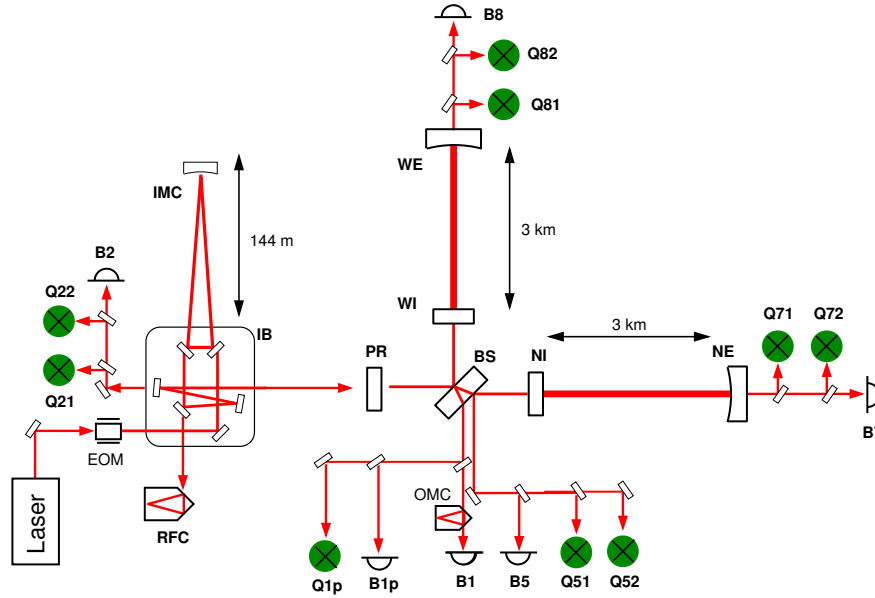 B8
Q82
Q81
WE
IMC
144 m
3 km
B2
Q22
WI
IB
3 km
Q71
Q72
PR
BS
NI
NE
Q21
EOM
OMC
Laser
RFC
Q1p
B1p
B1
B5
Q51
Q52